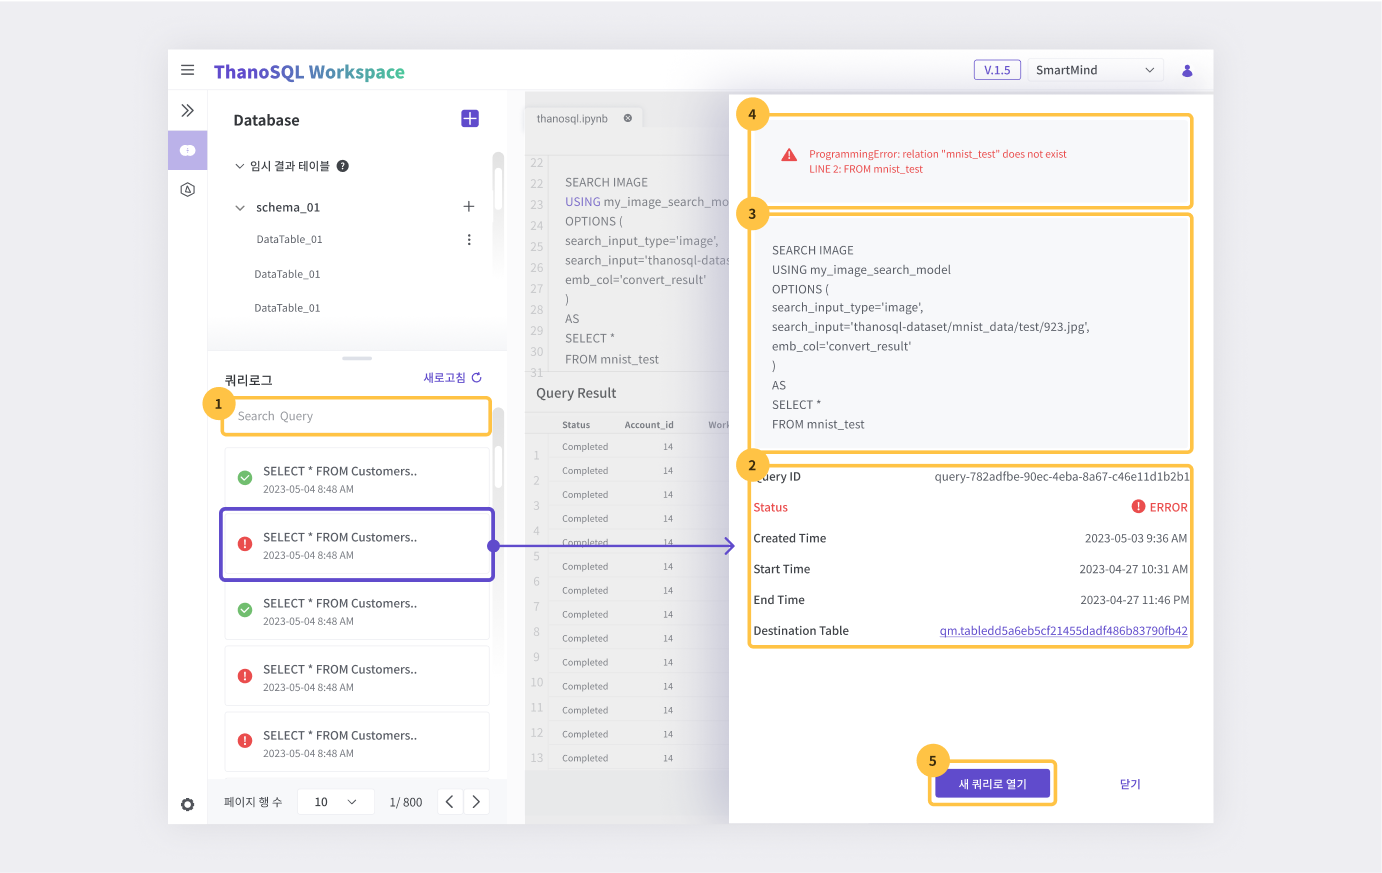 ThanoSQL Workspace
V.1.5
SmartMind
Database
임시 결과 테이블 ?
schema_01
DataTable_01
DataTable_01
DataTable_01
쿼리로그
새로고침
1
Search Query
SELECT * FROM Customers..
2023-05-04 8:48 AM
SELECT * FROM Customers..
2023-05-04 8:48 AM
SELECT * FROM Customers..
2023-05-04 8:48 AM
SELECT * FROM Customers..
2023-05-04 8:48 AM
SELECT * FROM Customers..
2023-05-04 8:48 AM
페이지 행 수
10
1/ 800
thanosql.ipynb
22
22 SEARCH IMAGE
23 USING my_image_search_mo
24 OPTIONS (
25 search_input_type='image',
26 search_input='thanosql-datas
27 emb_col='convert_result'
28 )
29 AS
30 SELECT *
31 FROM mnist_test
Query Result
Status Account_id Work
1 Completed 14
2 Completed 14
3 Completed 14
4 Completed 14
5 Completed 14
6 Completed 14
7 Completed 14
8 Completed 14
9 Completed 14
10 Completed 14
11 Completed 14
12 Completed 14
13 Completed 14
Completed 14
4
ProgrammingError: relation "mnist_test" does not exist
LINE 2: FROM mnist_test
3
SEARCH IMAGE
USING my_image_search_model
OPTIONS (
search_input_type='image',
search_input='thanosql-dataset/mnist_data/test/923.jpg',
emb_col='convert_result'
)
AS
SELECT *
FROM mnist_test
2
Query ID query-782adfbe-90ec-4eba-8a67-c46e11d1b2b1
Status ERROR
Created Time 2023-05-03 9:36 AM
Start Time 2023-04-27 10:31 AM
End Time 2023-04-27 11:46 PM
Destination Table qm.tabledd5a6eb5cf21455dadf486b83790fb42
5
새 쿼리로 열기
닫기